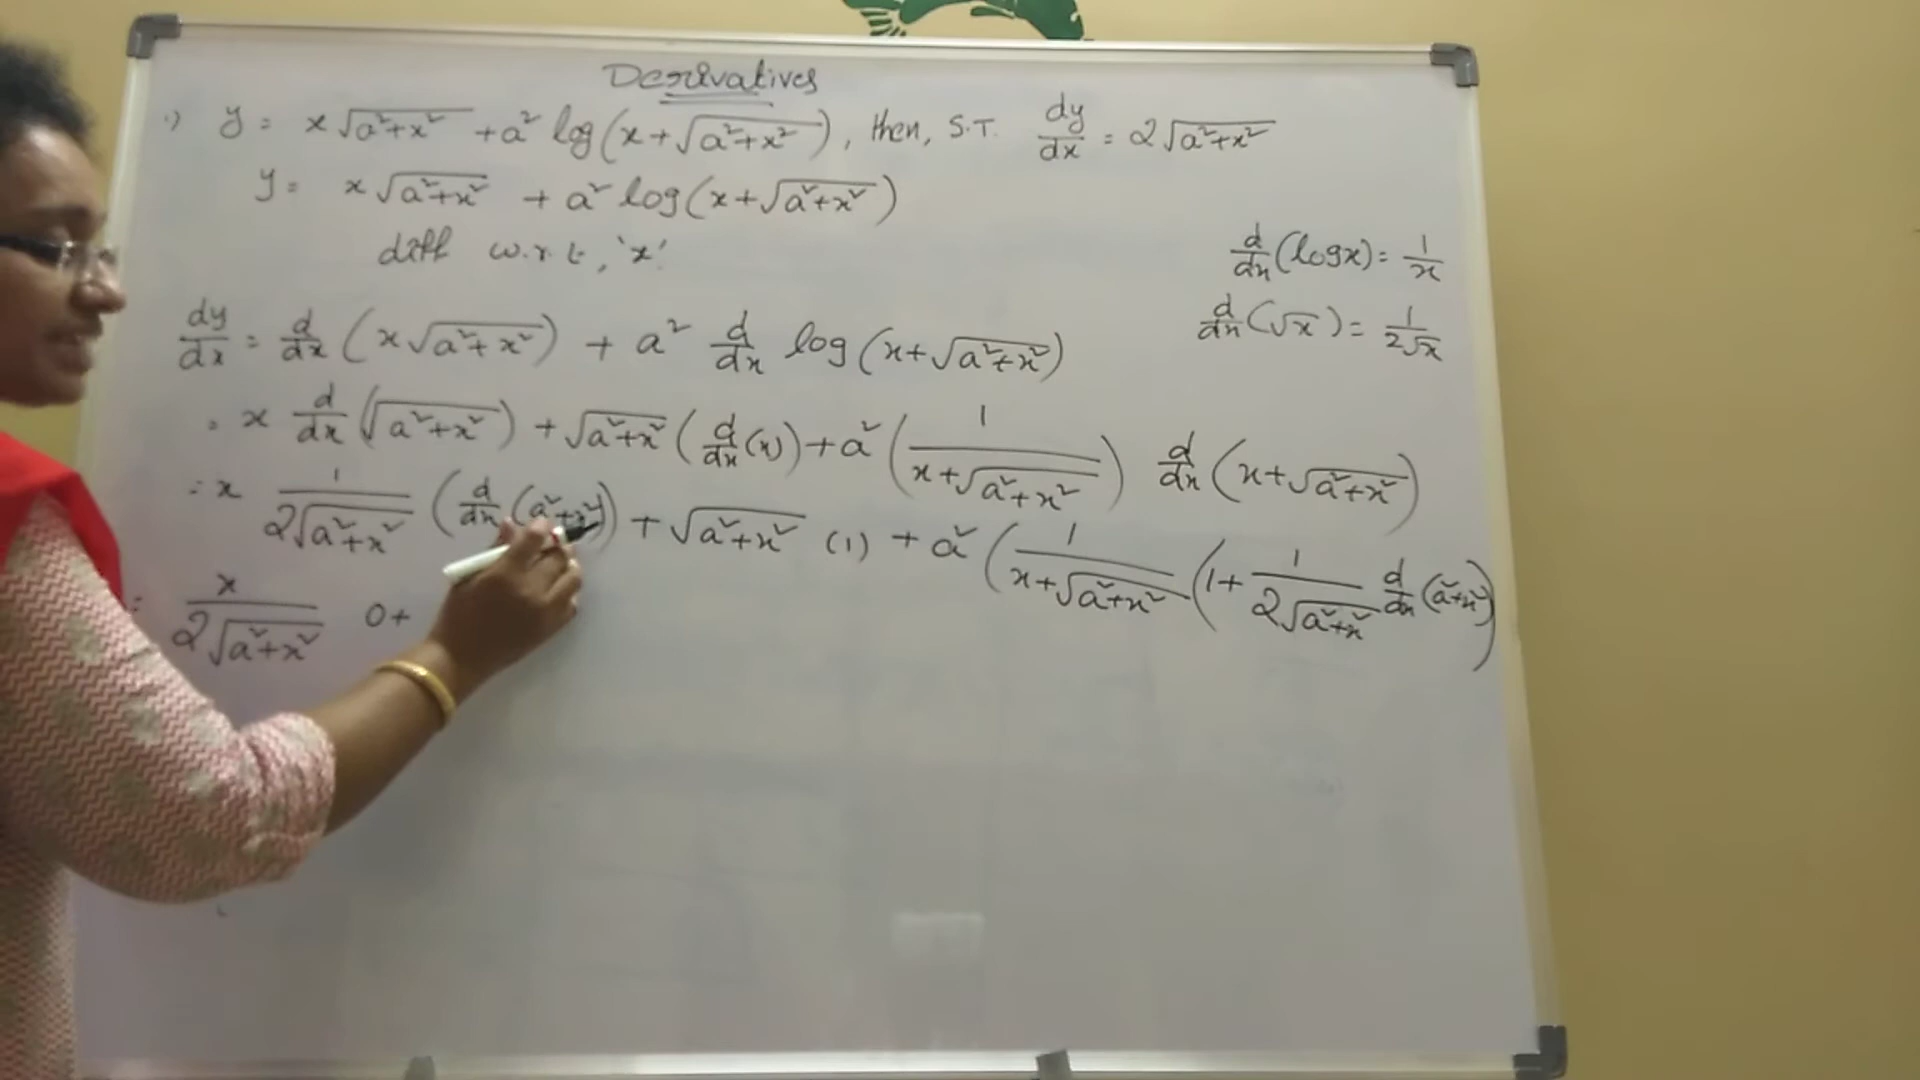 Derivatives
1) y = x√(a²+x²) + a² log(x+√(a²+x²)), then, S.T. dy/dx = 2√(a²+x²)
y = x√(a²+x²) + a² log(x+√(a²+x²))
diff w.r.t, 'x'
d/dx (log x) = 1/x
d/dx (√x) = 1/(2√x)
dy/dx = d/dx (x√(a²+x²)) + a² d/dx log(x+√(a²+x²))
= x d/dx (√(a²+x²)) + √(a²+x²) (d/dx (x)) + a² (1/(x+√(a²+x²))) d/dx (x+√(a²+x²))
= x 1/(2√(a²+x²)) (d/dx (a²+x²)) + √(a²+x²) (1) + a² (1/(x+√(a²+x²)) (1+ 1/(2√(a²+x²)) d/dx (a²+x²))
= x/(2√(a²+x²)) 0+